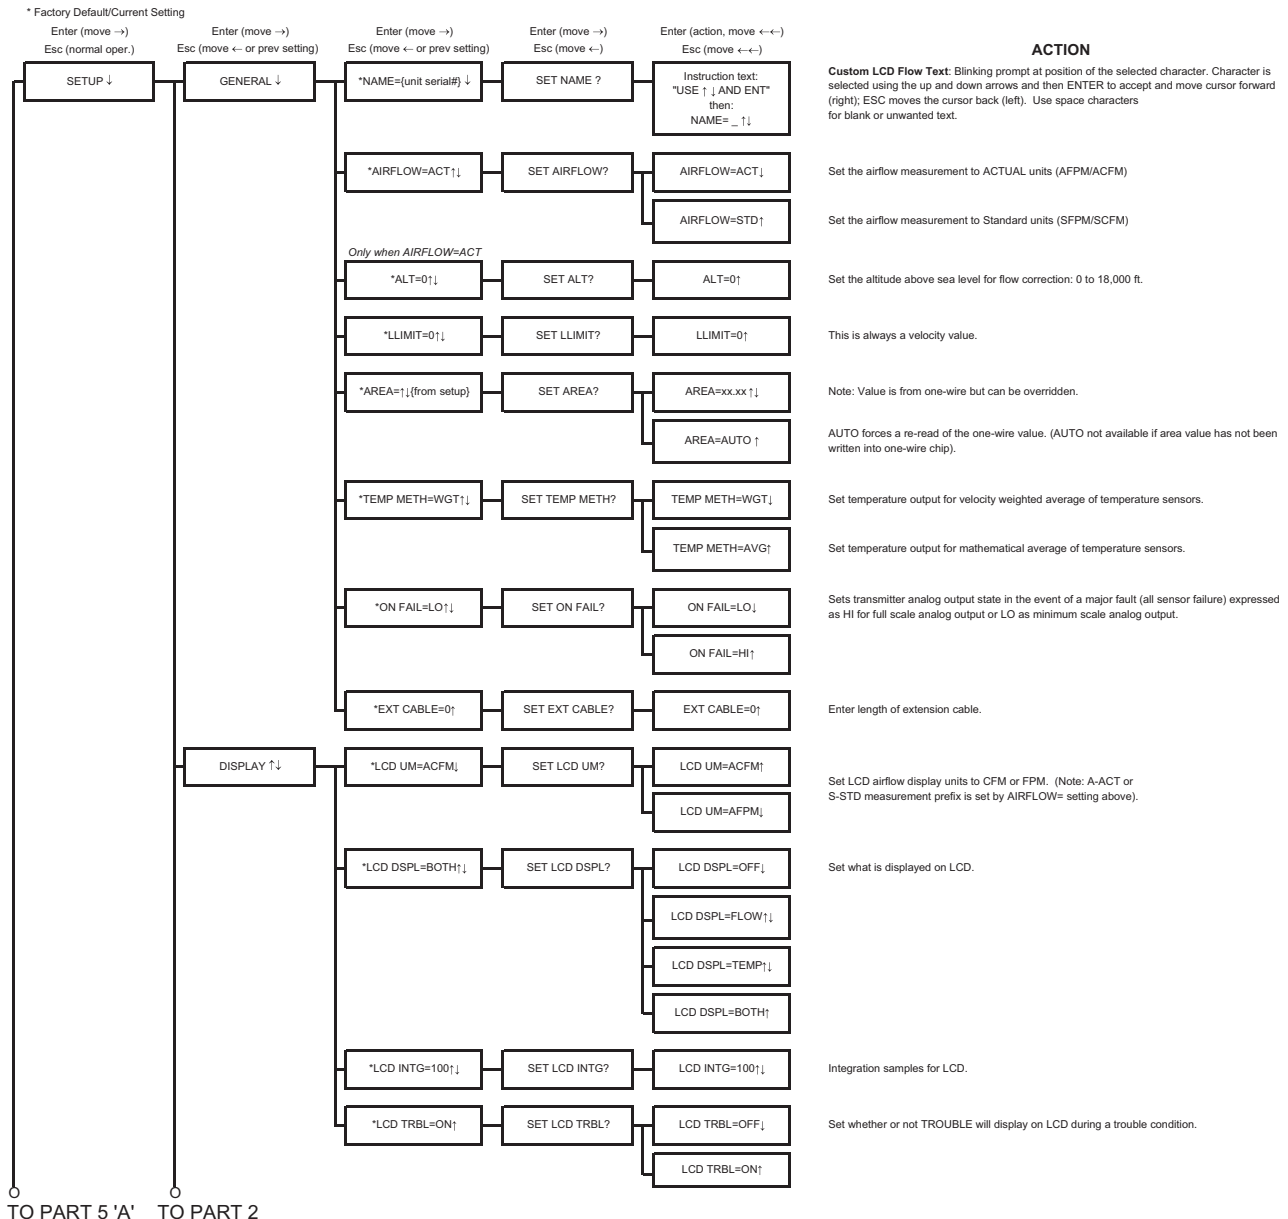 * Factory Default/Current Setting
Enter (move →)
Esc (normal oper.)
Enter (move →)
Esc (move ← or prev setting)
Enter (move →)
Esc (move ← or prev setting)
Enter (move →)
Esc (move ←)
Enter (action, move ←←)
Esc (move ←←)
ACTION
SETUP ↓
GENERAL ↓
*NAME={unit serial#} ↓
SET NAME ?
Instruction text:
"USE ↑ ↓ AND ENT"
then:
NAME= _ ↑↓
Custom LCD Flow Text: Blinking prompt at position of the selected character. Character is
selected using the up and down arrows and then ENTER to accept and move cursor forward
(right); ESC moves the cursor back (left). Use space characters
for blank or unwanted text.
*AIRFLOW=ACT↑↓
SET AIRFLOW?
AIRFLOW=ACT↓
Set the airflow measurement to ACTUAL units (AFPM/ACFM)
AIRFLOW=STD↑
Set the airflow measurement to Standard units (SFPM/SCFM)
Only when AIRFLOW=ACT
*ALT=0↑↓
SET ALT?
ALT=0↑
Set the altitude above sea level for flow correction: 0 to 18,000 ft.
*LLIMIT=0↑↓
SET LLIMIT?
LLIMIT=0↑
This is always a velocity value.
*AREA=↑↓{from setup}
SET AREA?
AREA=xx.xx ↑↓
Note: Value is from one-wire but can be overridden.
AREA=AUTO ↑
AUTO forces a re-read of the one-wire value. (AUTO not available if area value has not been
written into one-wire chip).
*TEMP METH=WGT↑↓
SET TEMP METH?
TEMP METH=WGT↓
Set temperature output for velocity weighted average of temperature sensors.
TEMP METH=AVG↑
Set temperature output for mathematical average of temperature sensors.
*ON FAIL=LO↑↓
SET ON FAIL?
ON FAIL=LO↓
Sets transmitter analog output state in the event of a major fault (all sensor failure) expressed
as HI for full scale analog output or LO as minimum scale analog output.
ON FAIL=HI↑
*EXT CABLE=0↑
SET EXT CABLE?
EXT CABLE=0↑
Enter length of extension cable.
DISPLAY ↑↓
*LCD UM=ACFM↓
SET LCD UM?
LCD UM=ACFM↑
Set LCD airflow display units to CFM or FPM. (Note: A-ACT or
S-STD measurement prefix is set by AIRFLOW= setting above).
LCD UM=AFPM↓
*LCD DSPL=BOTH↑↓
SET LCD DSPL?
LCD DSPL=OFF↓
Set what is displayed on LCD.
LCD DSPL=FLOW↑↓
LCD DSPL=TEMP↑↓
LCD DSPL=BOTH↑
*LCD INTG=100↑↓
SET LCD INTG?
LCD INTG=100↑↓
Integration samples for LCD.
*LCD TRBL=ON↑
SET LCD TRBL?
LCD TRBL=OFF↓
Set whether or not TROUBLE will display on LCD during a trouble condition.
LCD TRBL=ON↑
O
O
TO PART 5 'A'
TO PART 2